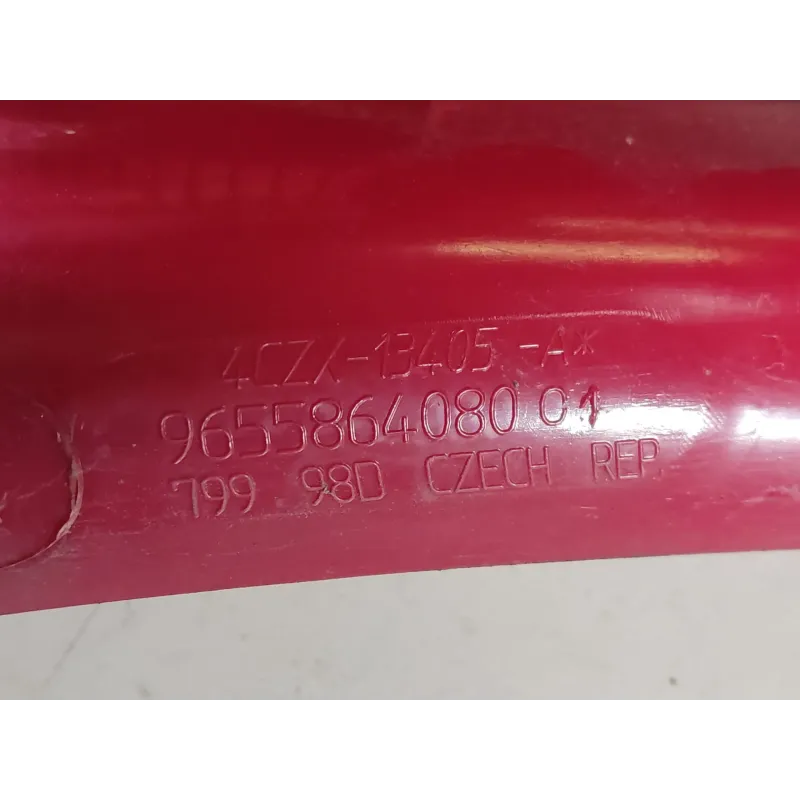 4CZX-13405-A*
9655864080 01
799 98D CZECH REP.